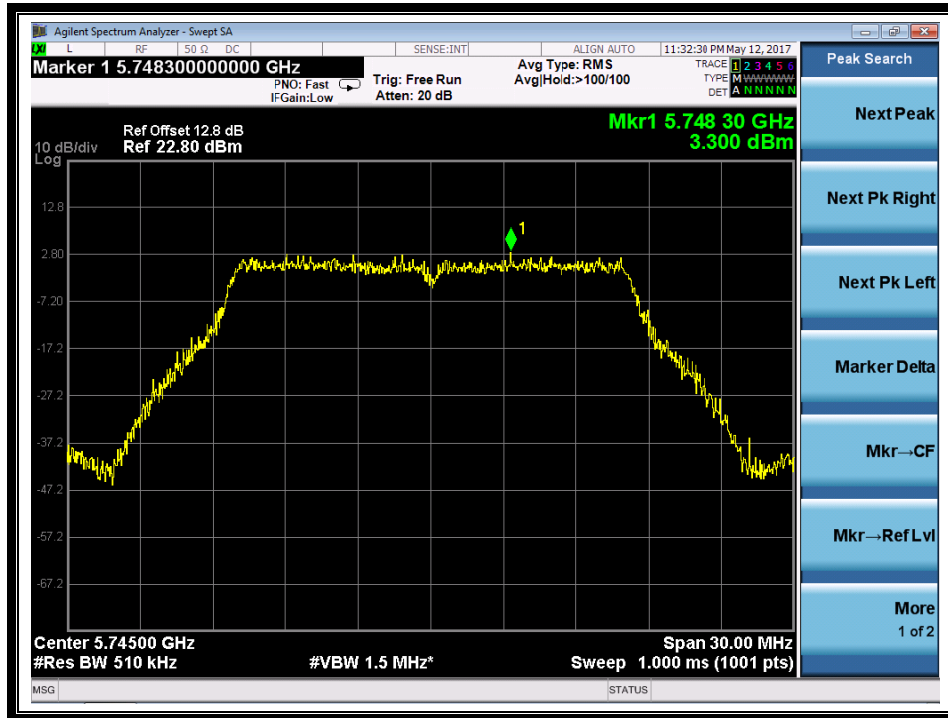 Agilent Spectrum Analyzer - Swept SA
LXI L RF 50 Ω DC SENSE:INT ALIGN AUTO 11:32:30 PM May 12, 2017
Marker 1 5.748300000000 GHz
PNO: Fast
IFGain:Low
Trig: Free Run
Atten: 20 dB
Avg Type: RMS
Avg|Hold:>100/100
TRACE 1 2 3 4 5 6
TYPE M WWWWW
DET A N N N N N
Ref Offset 12.8 dB
Ref 22.80 dBm
10 dB/div
Log
Mkr1 5.748 30 GHz
3.300 dBm
12.8
2.80
-7.20
-17.2
-27.2
-37.2
-47.2
-57.2
-67.2
1
Center 5.74500 GHz
#Res BW 510 kHz
#VBW 1.5 MHz*
Span 30.00 MHz
Sweep 1.000 ms (1001 pts)
MSG
STATUS
Peak Search
Next Peak
Next Pk Right
Next Pk Left
Marker Delta
Mkr→CF
Mkr→Ref Lvl
More
1 of 2